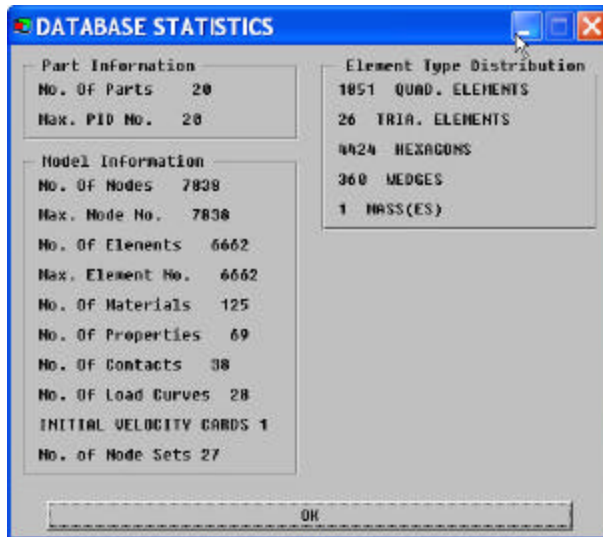 DATABASE STATISTICS
Part Information
No. Of Parts 20
Max. PID No. 20
Model Information
No. Of Nodes 7838
Max. Node No. 7838
No. Of Elements 6662
Max. Element No. 6662
No. Of Materials 125
No. Of Properties 69
No. Of Contacts 38
No. Of Load Curves 28
INITIAL VELOCITY CARDS 1
No. of Node Sets 27
Element Type Distribution
1851 QUAD. ELEMENTS
26 TRIA. ELEMENTS
4424 HEXAGONS
360 WEDGES
1 MASS(ES)
OK